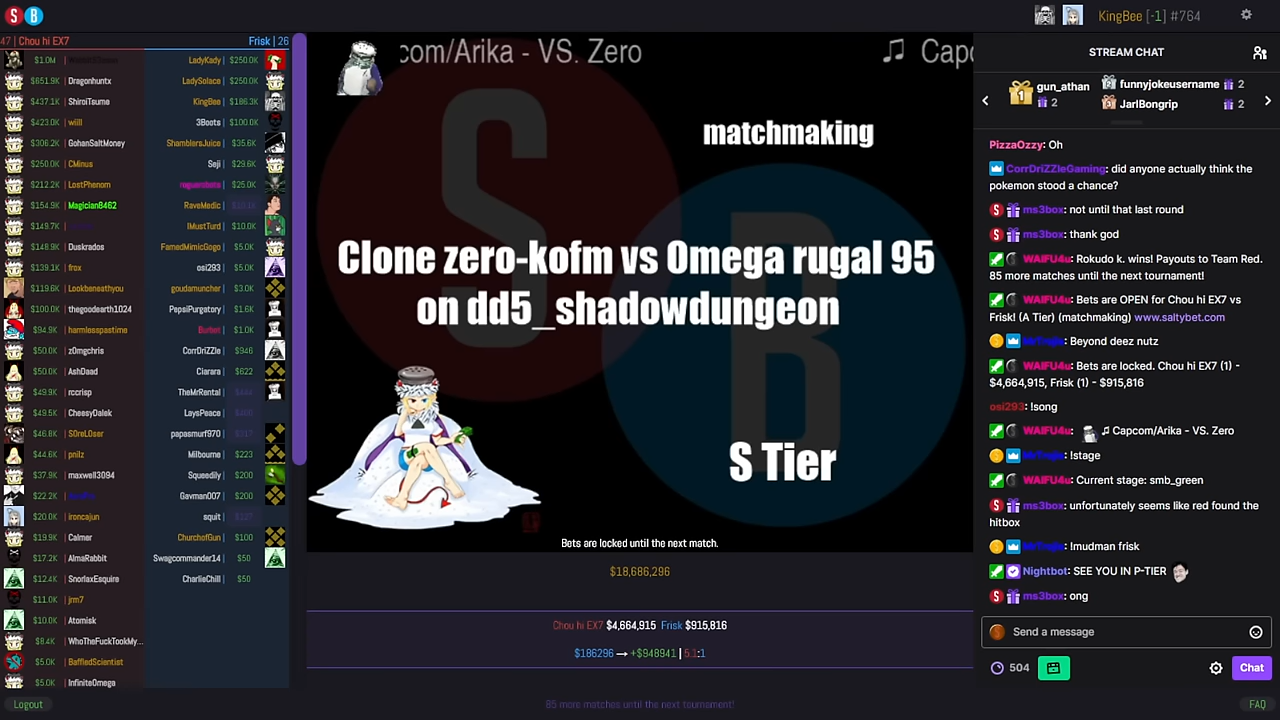 S B
KingBee [-1] #764
47 | Chou hi EX7
Frisk | 26
$1.0M |
$651.9K | Dragonhuntx
$437.1K | ShiroiTsume
$423.0K | wiill
$306.2K | GohanSaltMoney
$250.0K | CMinus
$212.2K | LostPhenom
$154.9K | Magician8462
$149.7K |
$148.9K | Duskrados
$139.1K | frox
$119.6K | Lookbeneathyou
$100.0K | thegoodearth1024
$94.9K | harmlesspastime
$50.0K | z0mgchris
$50.0K | AshDaad
$49.9K | rccrisp
$49.5K | CheesyDalek
$46.8K | S0reL0ser
$44.6K | pnilz
$37.9K | maxwell3094
$22.2K |
$20.0K | ironcajun
$19.9K | Calmer
$17.2K | AlmaRabbit
$12.4K | SnorlaxEsquire
$11.0K | jrm7
$10.0K | Atomisk
$8.4K | WhoTheFuckTookMy...
$5.0K | BaffledScientist
$5.0K | InfiniteOmega
LadyKady | $250.0K
LadySolace | $250.0K
KingBee | $186.3K
3Boots | $100.0K
ShamblersJuice | $35.6K
Seji | $29.6K
roguerobots | $25.0K
RaveMedic |
IMustTurd | $10.0K
FamedMimicGogo | $5.0K
osi293 | $5.0K
goudamuncher | $3.0K
PepsiPurgatory | $1.6K
Burbot | $1.0K
CorrDriZZle | $946
Ciarara | $622
TheMrRental |
LaysPeace |
papasmurf970 |
Milbourne | $223
Squeedily | $200
Gavman007 | $200
squit |
ChurchofGun | $100
Swagcommander14 | $50
CharlieChill | $50
Logout
com/Arika - VS. Zero
♫ Capc
matchmaking
Clone zero-kofm vs Omega rugal 95
on dd5_shadowdungeon
S Tier
Bets are locked until the next match.
$18,686,296
Chou hi EX7 $4,664,915 Frisk $915,816
$186296 → +$948941 | 5.1:1
85 more matches until the next tournament!
STREAM CHAT
1 gun_athan 2
2 funnyjokeusername 2
3 JarlBongrip 2
PizzaOzzy: Oh
CorrDriZZleGaming: did anyone actually think the
pokemon stood a chance?
ms3box: not until that last round
ms3box: thank god
WAIFU4u: Rokudo k. wins! Payouts to Team Red.
85 more matches until the next tournament!
WAIFU4u: Bets are OPEN for Chou hi EX7 vs
Frisk! (A Tier) (matchmaking) www.saltybet.com
Beyond deez nutz
WAIFU4u: Bets are locked. Chou hi EX7 (1) -
$4,664,915, Frisk (1) - $915,816
osi293: !song
WAIFU4u: ♫ Capcom/Arika - VS. Zero
!stage
WAIFU4u: Current stage: smb_green
ms3box: unfortunately seems like red found the
hitbox
!mudman frisk
Nightbot: SEE YOU IN P-TIER
ms3box: ong
Send a message
504
Chat
FAQ